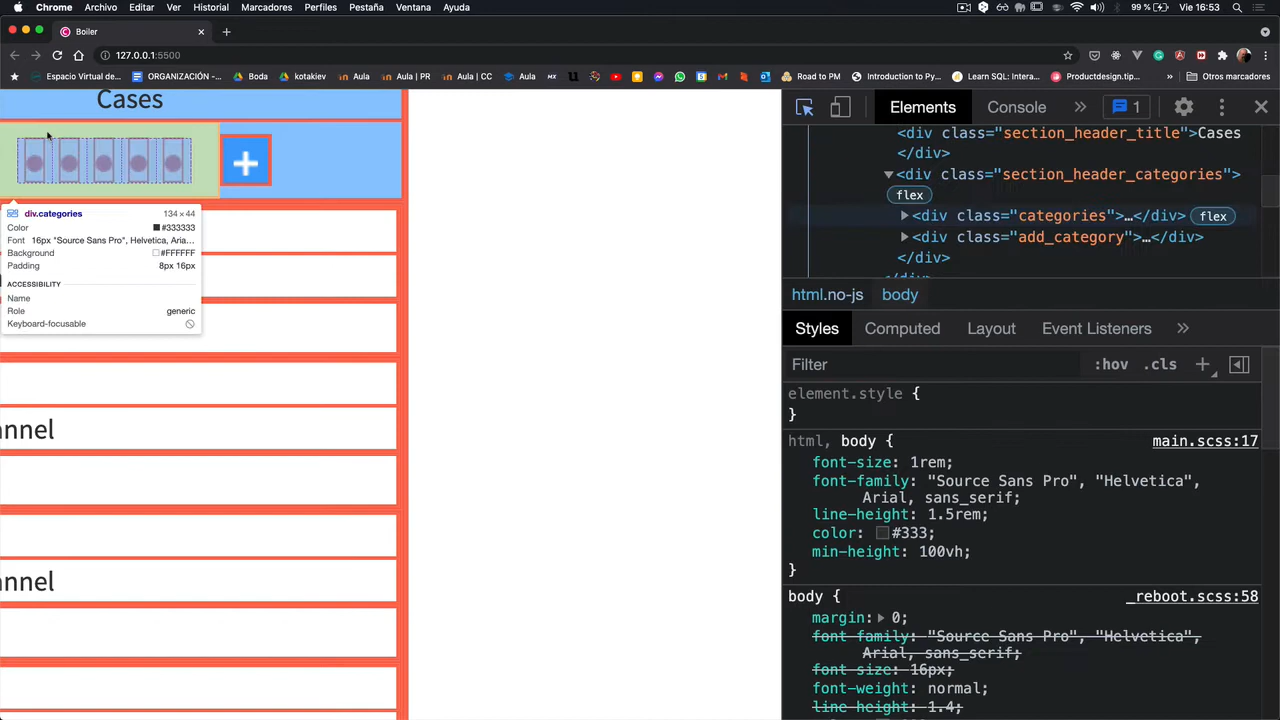 Chrome Archivo Editar Ver Historial Marcadores Perfiles Pestaña Ventana Ayuda 99 % Vie 16:53
Boiler
127.0.0.1:5500
Espacio Virtual de... ORGANIZACIÓN -... Boda kotakiev Aula Aula | PR Aula | CC Aula Road to PM Introduction to Py... Learn SQL: Intera... Productdesign.tip... » Otros marcadores
Cases
div.categories 134 × 44
Color #333333
Font 16px "Source Sans Pro", Helvetica, Aria...
Background #FFFFFF
Padding 8px 16px
ACCESSIBILITY
Name
Role generic
Keyboard-focusable
annel
annel
Elements Console » 1
<div class="section_header_title">Cases
</div>
<div class="section_header_categories">
flex
<div class="categories">…</div> flex
<div class="add_category">…</div>
</div>
html.no-js body
Styles Computed Layout Event Listeners »
Filter :hov .cls
element.style {
}
html, body { main.scss:17
font-size: 1rem;
font-family: "Source Sans Pro", "Helvetica",
Arial, sans_serif;
line-height: 1.5rem;
color: #333;
min-height: 100vh;
}
body { _reboot.scss:58
margin: 0;
font-family: "Source Sans Pro", "Helvetica",
Arial, sans_serif;
font-size: 16px;
font-weight: normal;
line-height: 1.4;